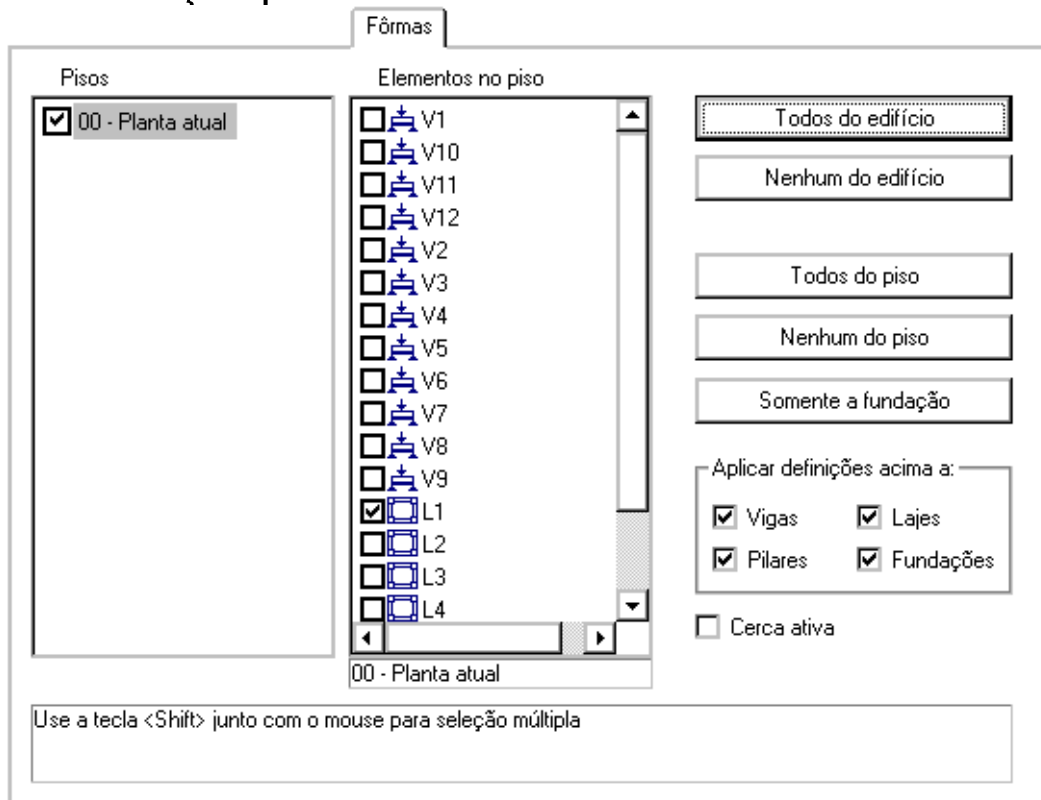 Fôrmas
Pisos
00 - Planta atual
Elementos no piso
V1
V10
V11
V12
V2
V3
V4
V5
V6
V7
V8
V9
L1
L2
L3
L4
00 - Planta atual
Todos do edifício
Nenhum do edifício
Todos do piso
Nenhum do piso
Somente a fundação
Aplicar definições acima a:
Vigas
Lajes
Pilares
Fundações
Cerca ativa
Use a tecla <Shift> junto com o mouse para seleção múltipla